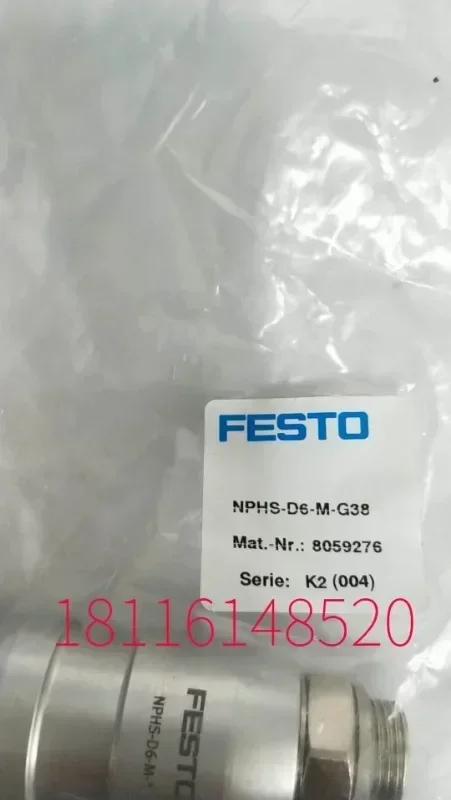 FESTO
NPHS-D6-M-G38
Mat.-Nr.: 8059276
Serie: K2 (004)
18116148520
FESTO
NPHS-D6-M-